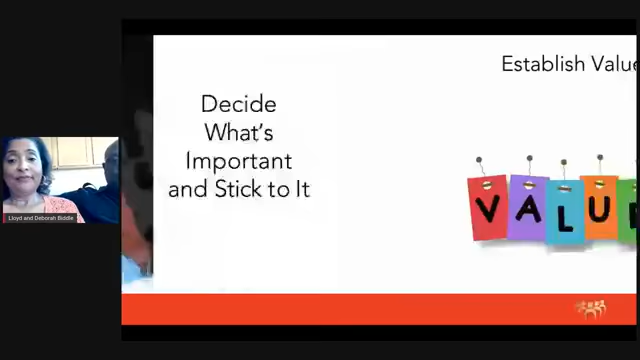 Establish Value
Decide
What's
Important
and Stick to It
VALU
Lloyd and Deborah Biddle